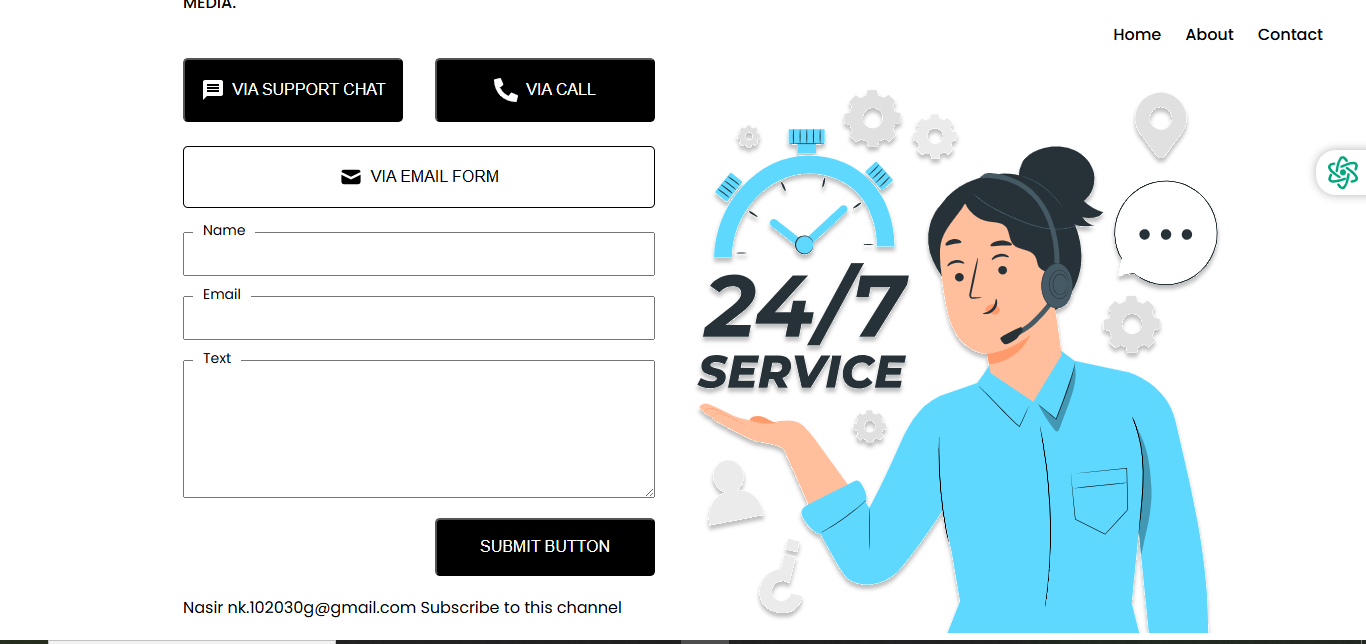 MEDIA.
Home About Contact
VIA SUPPORT CHAT
VIA CALL
VIA EMAIL FORM
Name
Email
Text
SUBMIT BUTTON
Nasir nk.102030g@gmail.com Subscribe to this channel
24/7
SERVICE